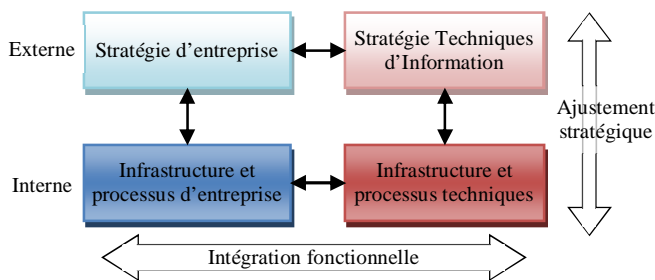 Externe
Stratégie d'entreprise
Stratégie Techniques
d'Information
Ajustement
stratégique
Interne
Infrastructure et
processus d'entreprise
Infrastructure et
processus techniques
Intégration fonctionnelle